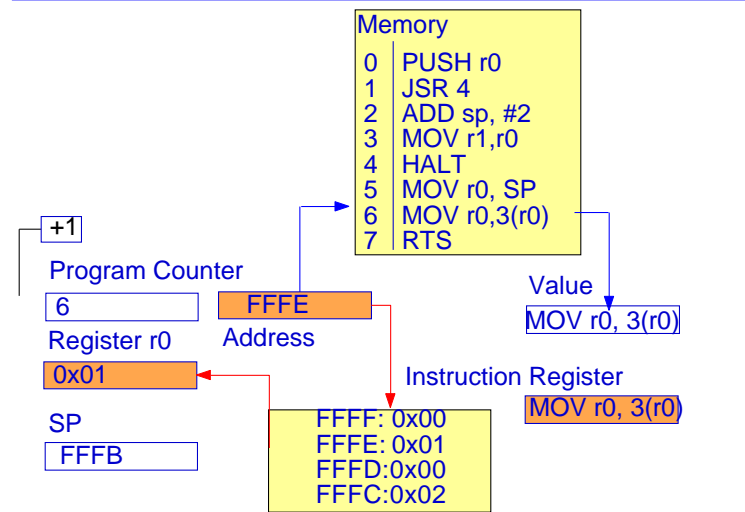 Memory
0 PUSH r0
1 JSR 4
2 ADD sp, #2
3 MOV r1,r0
4 HALT
5 MOV r0, SP
6 MOV r0,3(r0)
7 RTS
+1
Program Counter
6
FFFE
Address
Value
MOV r0, 3(r0)
Register r0
0x01
Instruction Register
MOV r0, 3(r0)
SP
FFFB
FFFF: 0x00
FFFE: 0x01
FFFD:0x00
FFFC:0x02